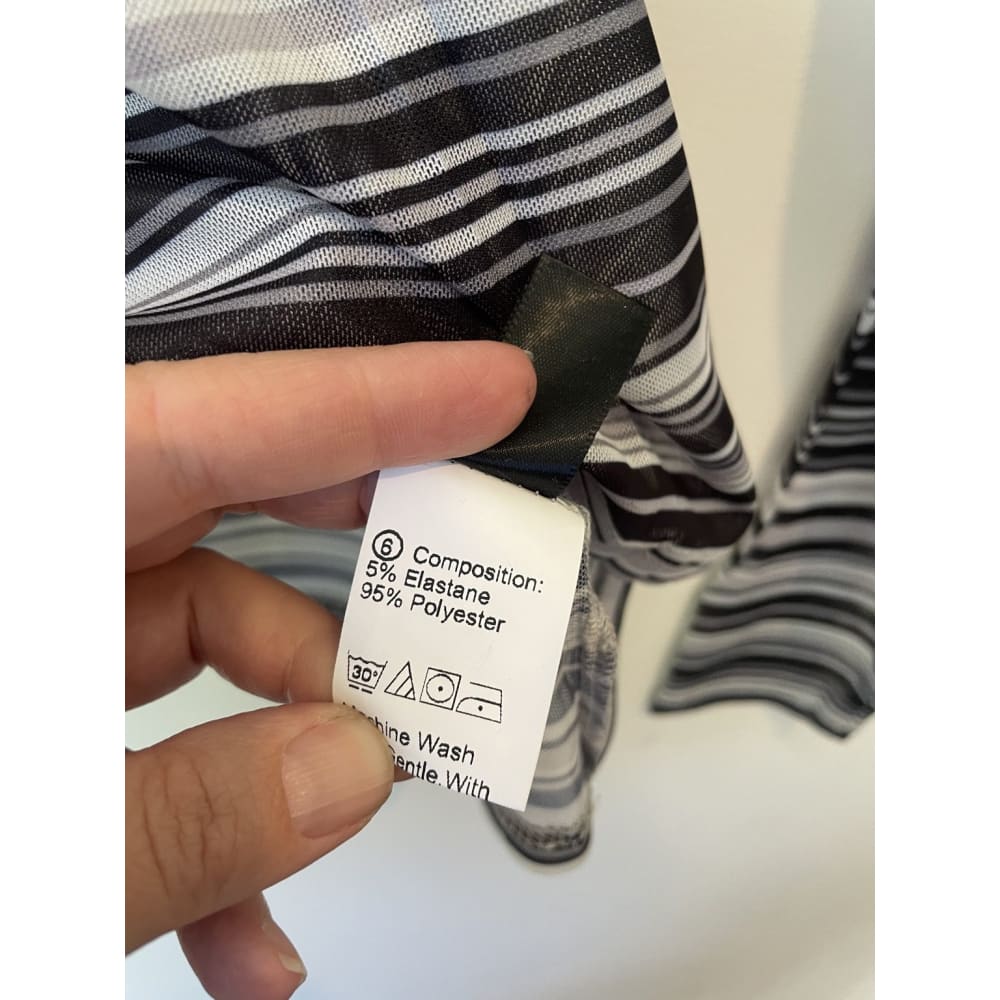 6 Composition:
5% Elastane
95% Polyester
30°
Wash
With